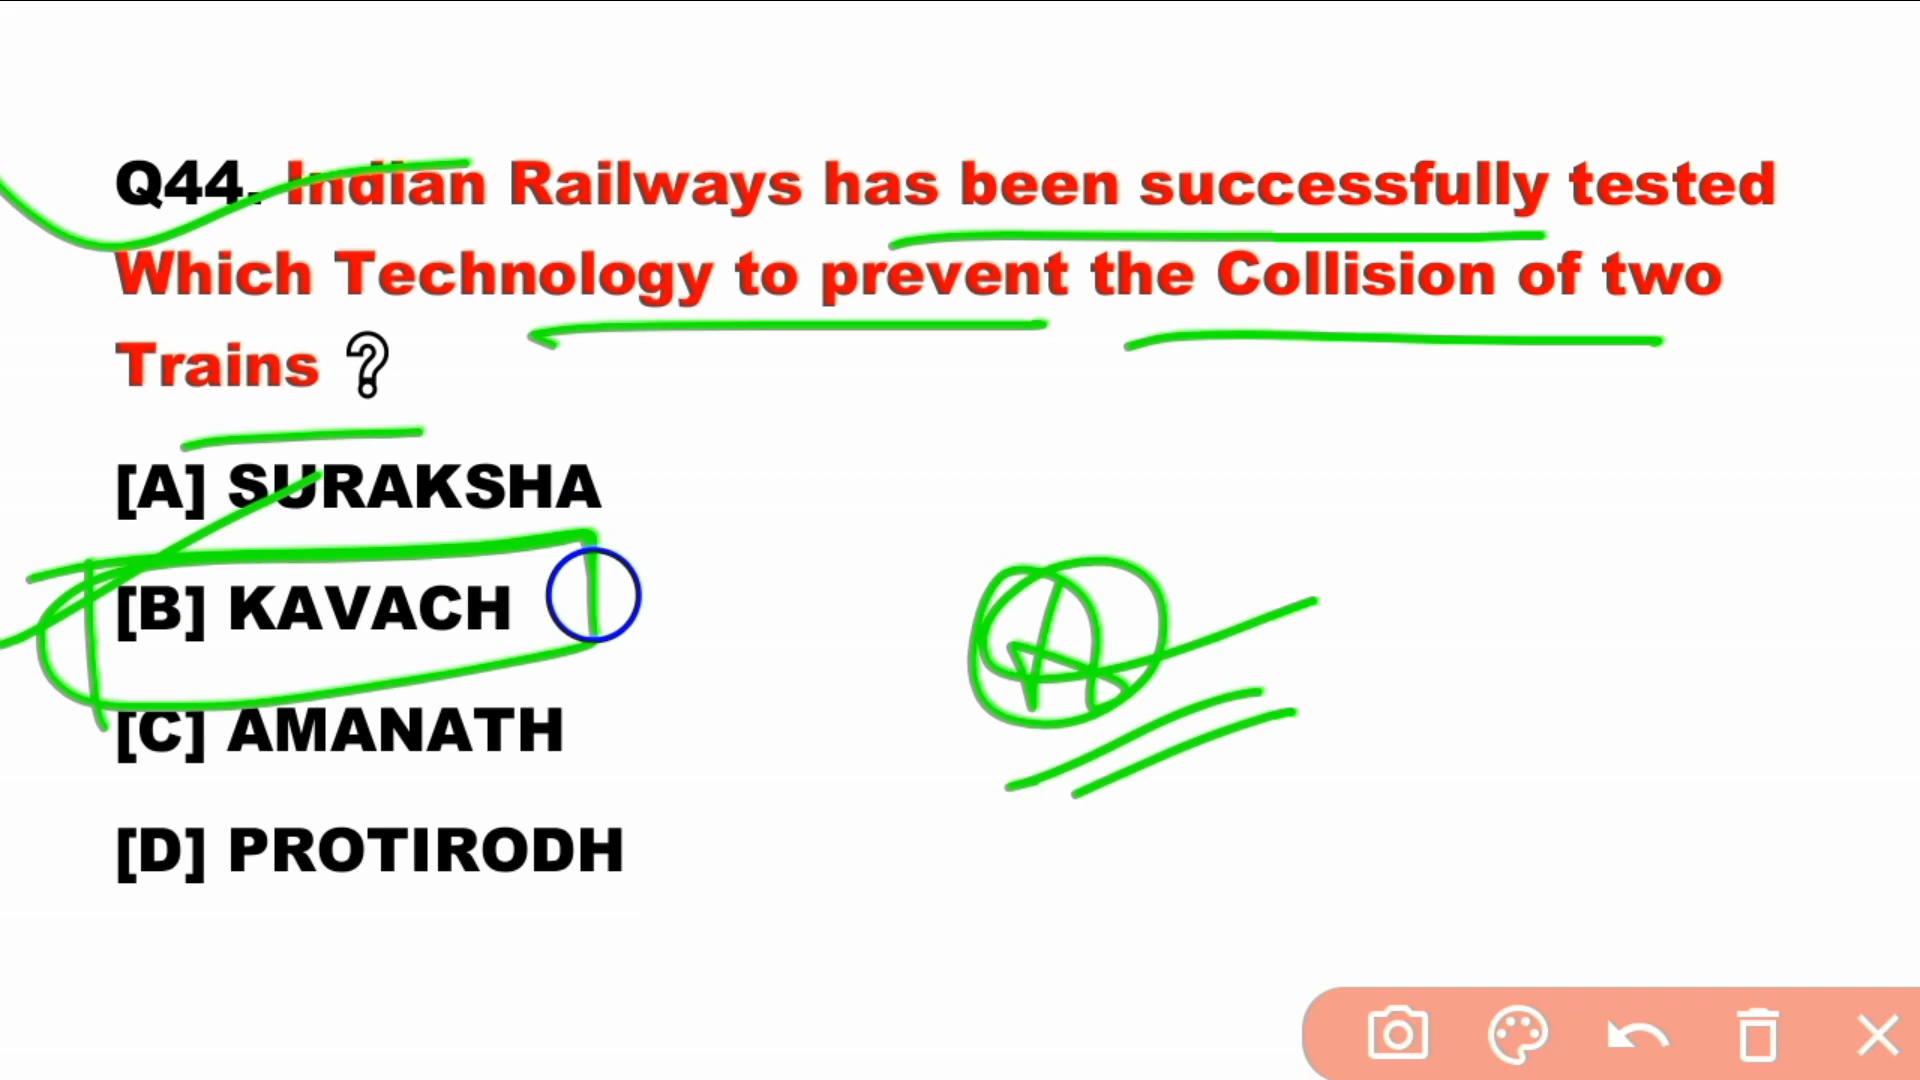 Q44. Indian Railways has been successfully tested
Which Technology to prevent the Collision of two
Trains ?
[A] SURAKSHA
[B] KAVACH
[C] AMANATH
[D] PROTIRODH